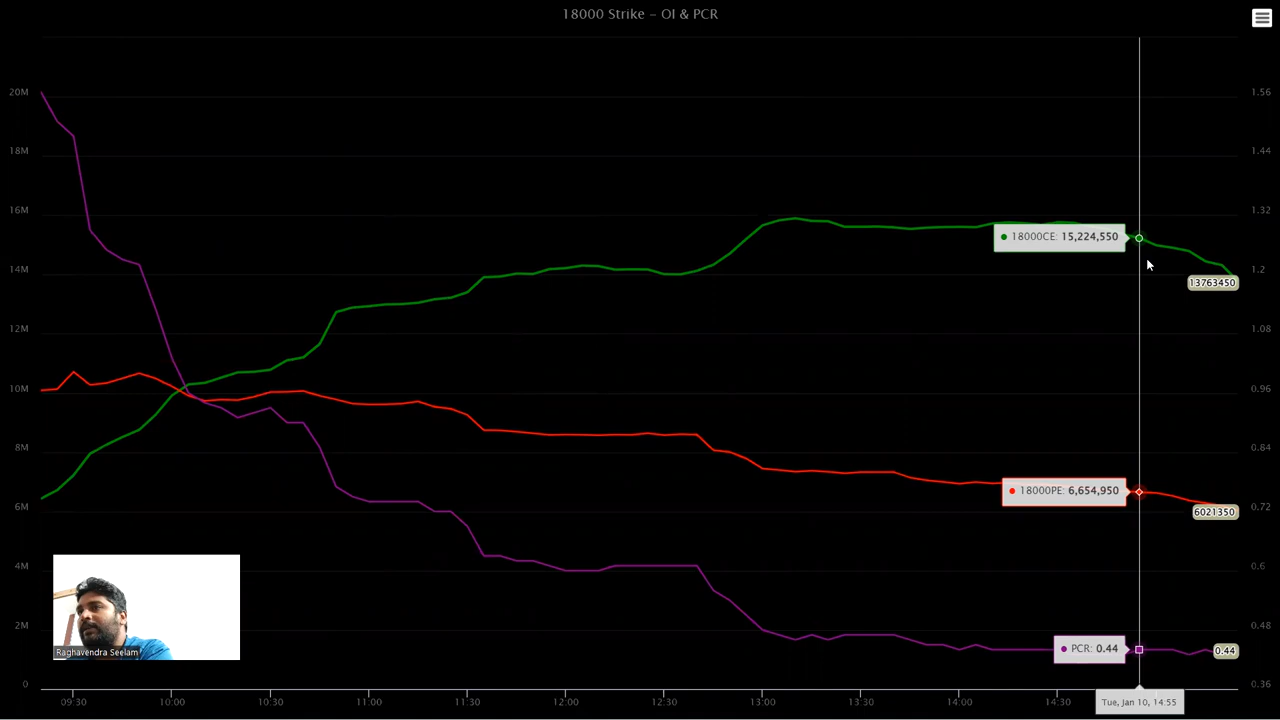 18000 Strike – OI & PCR
20M
18M
16M
14M
12M
10M
8M
6M
4M
2M
0
1.56
1.44
1.32
1.2
1.08
0.96
0.84
0.72
0.6
0.48
0.36
18000CE: 15,224,550
13763450
18000PE: 6,654,950
6021350
PCR: 0.44
0.44
Raghavendra Seelam
09:30 10:00 10:30 11:00 11:30 12:00 12:30 13:00 13:30 14:00 14:30
Tue, Jan 10, 14:55